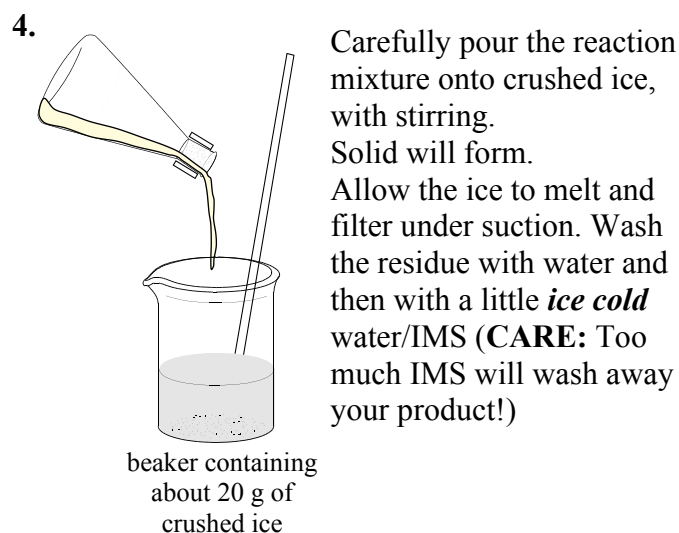 4.
Carefully pour the reaction
mixture onto crushed ice,
with stirring.
Solid will form.
Allow the ice to melt and
filter under suction. Wash
the residue with water and
then with a little ice cold
water/IMS (CARE: Too
much IMS will wash away
your product!)
beaker containing
about 20 g of
crushed ice